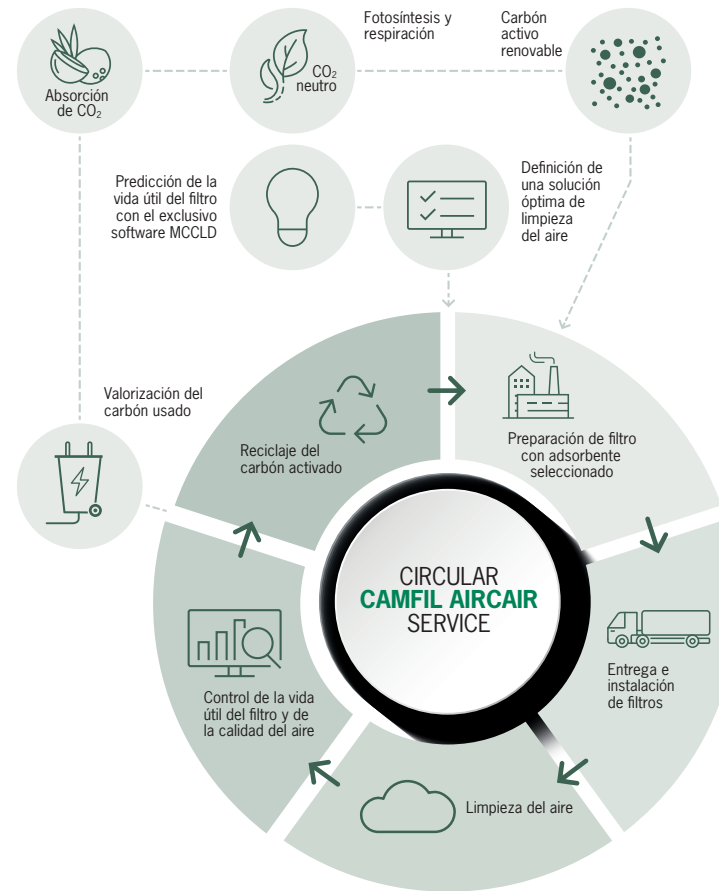 Absorción
de CO₂
CO₂
neutro
Fotosíntesis y
respiración
Carbón
activo
renovable
Predicción de la
vida útil del filtro
con el exclusivo
software MCCLD
Definición de
una solución
óptima de
limpieza
del aire
Valorización del
carbón usado
Reciclaje del
carbón activado
Preparación de filtro
con adsorbente
seleccionado
CIRCULAR
CAMFIL AIRCAIR
SERVICE
Entrega e
instalación
de filtros
Control de la vida
útil del filtro y de
la calidad del aire
Limpieza del aire